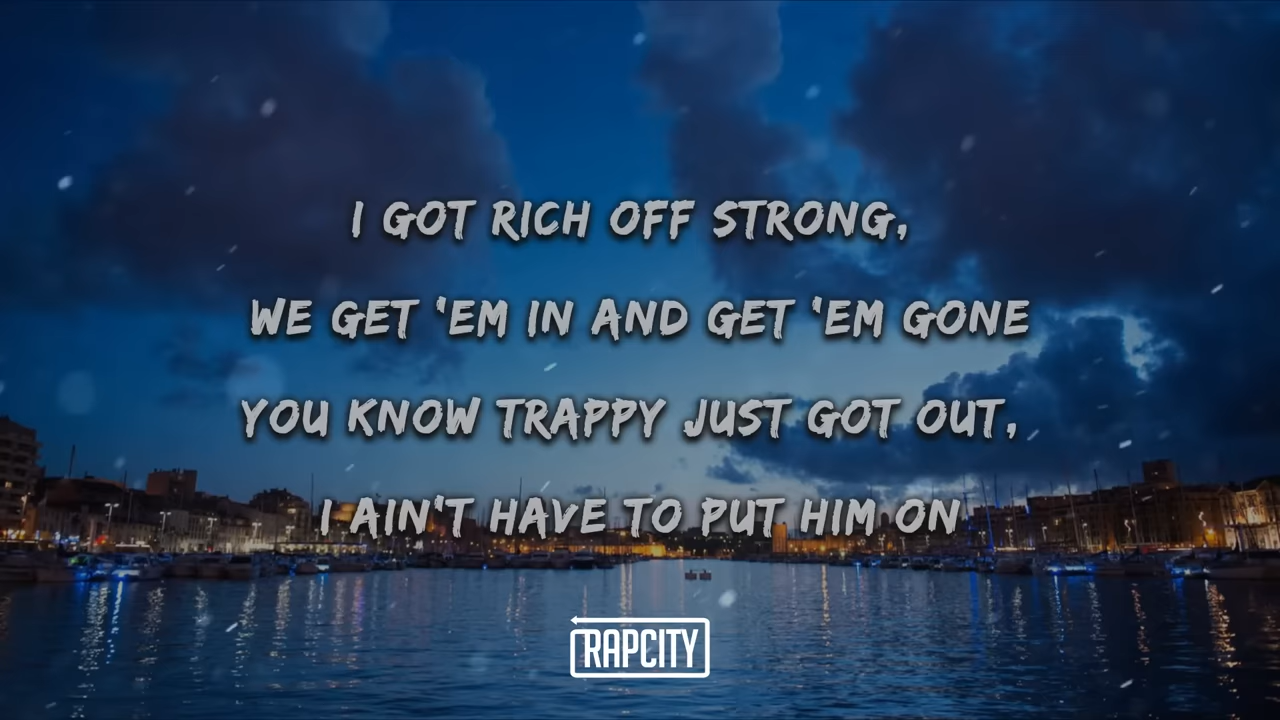 I GOT RICH OFF STRONG,
WE GET 'EM IN AND GET 'EM GONE
YOU KNOW TRAPPY JUST GOT OUT,
I AIN'T HAVE TO PUT HIM ON
RAPCITY